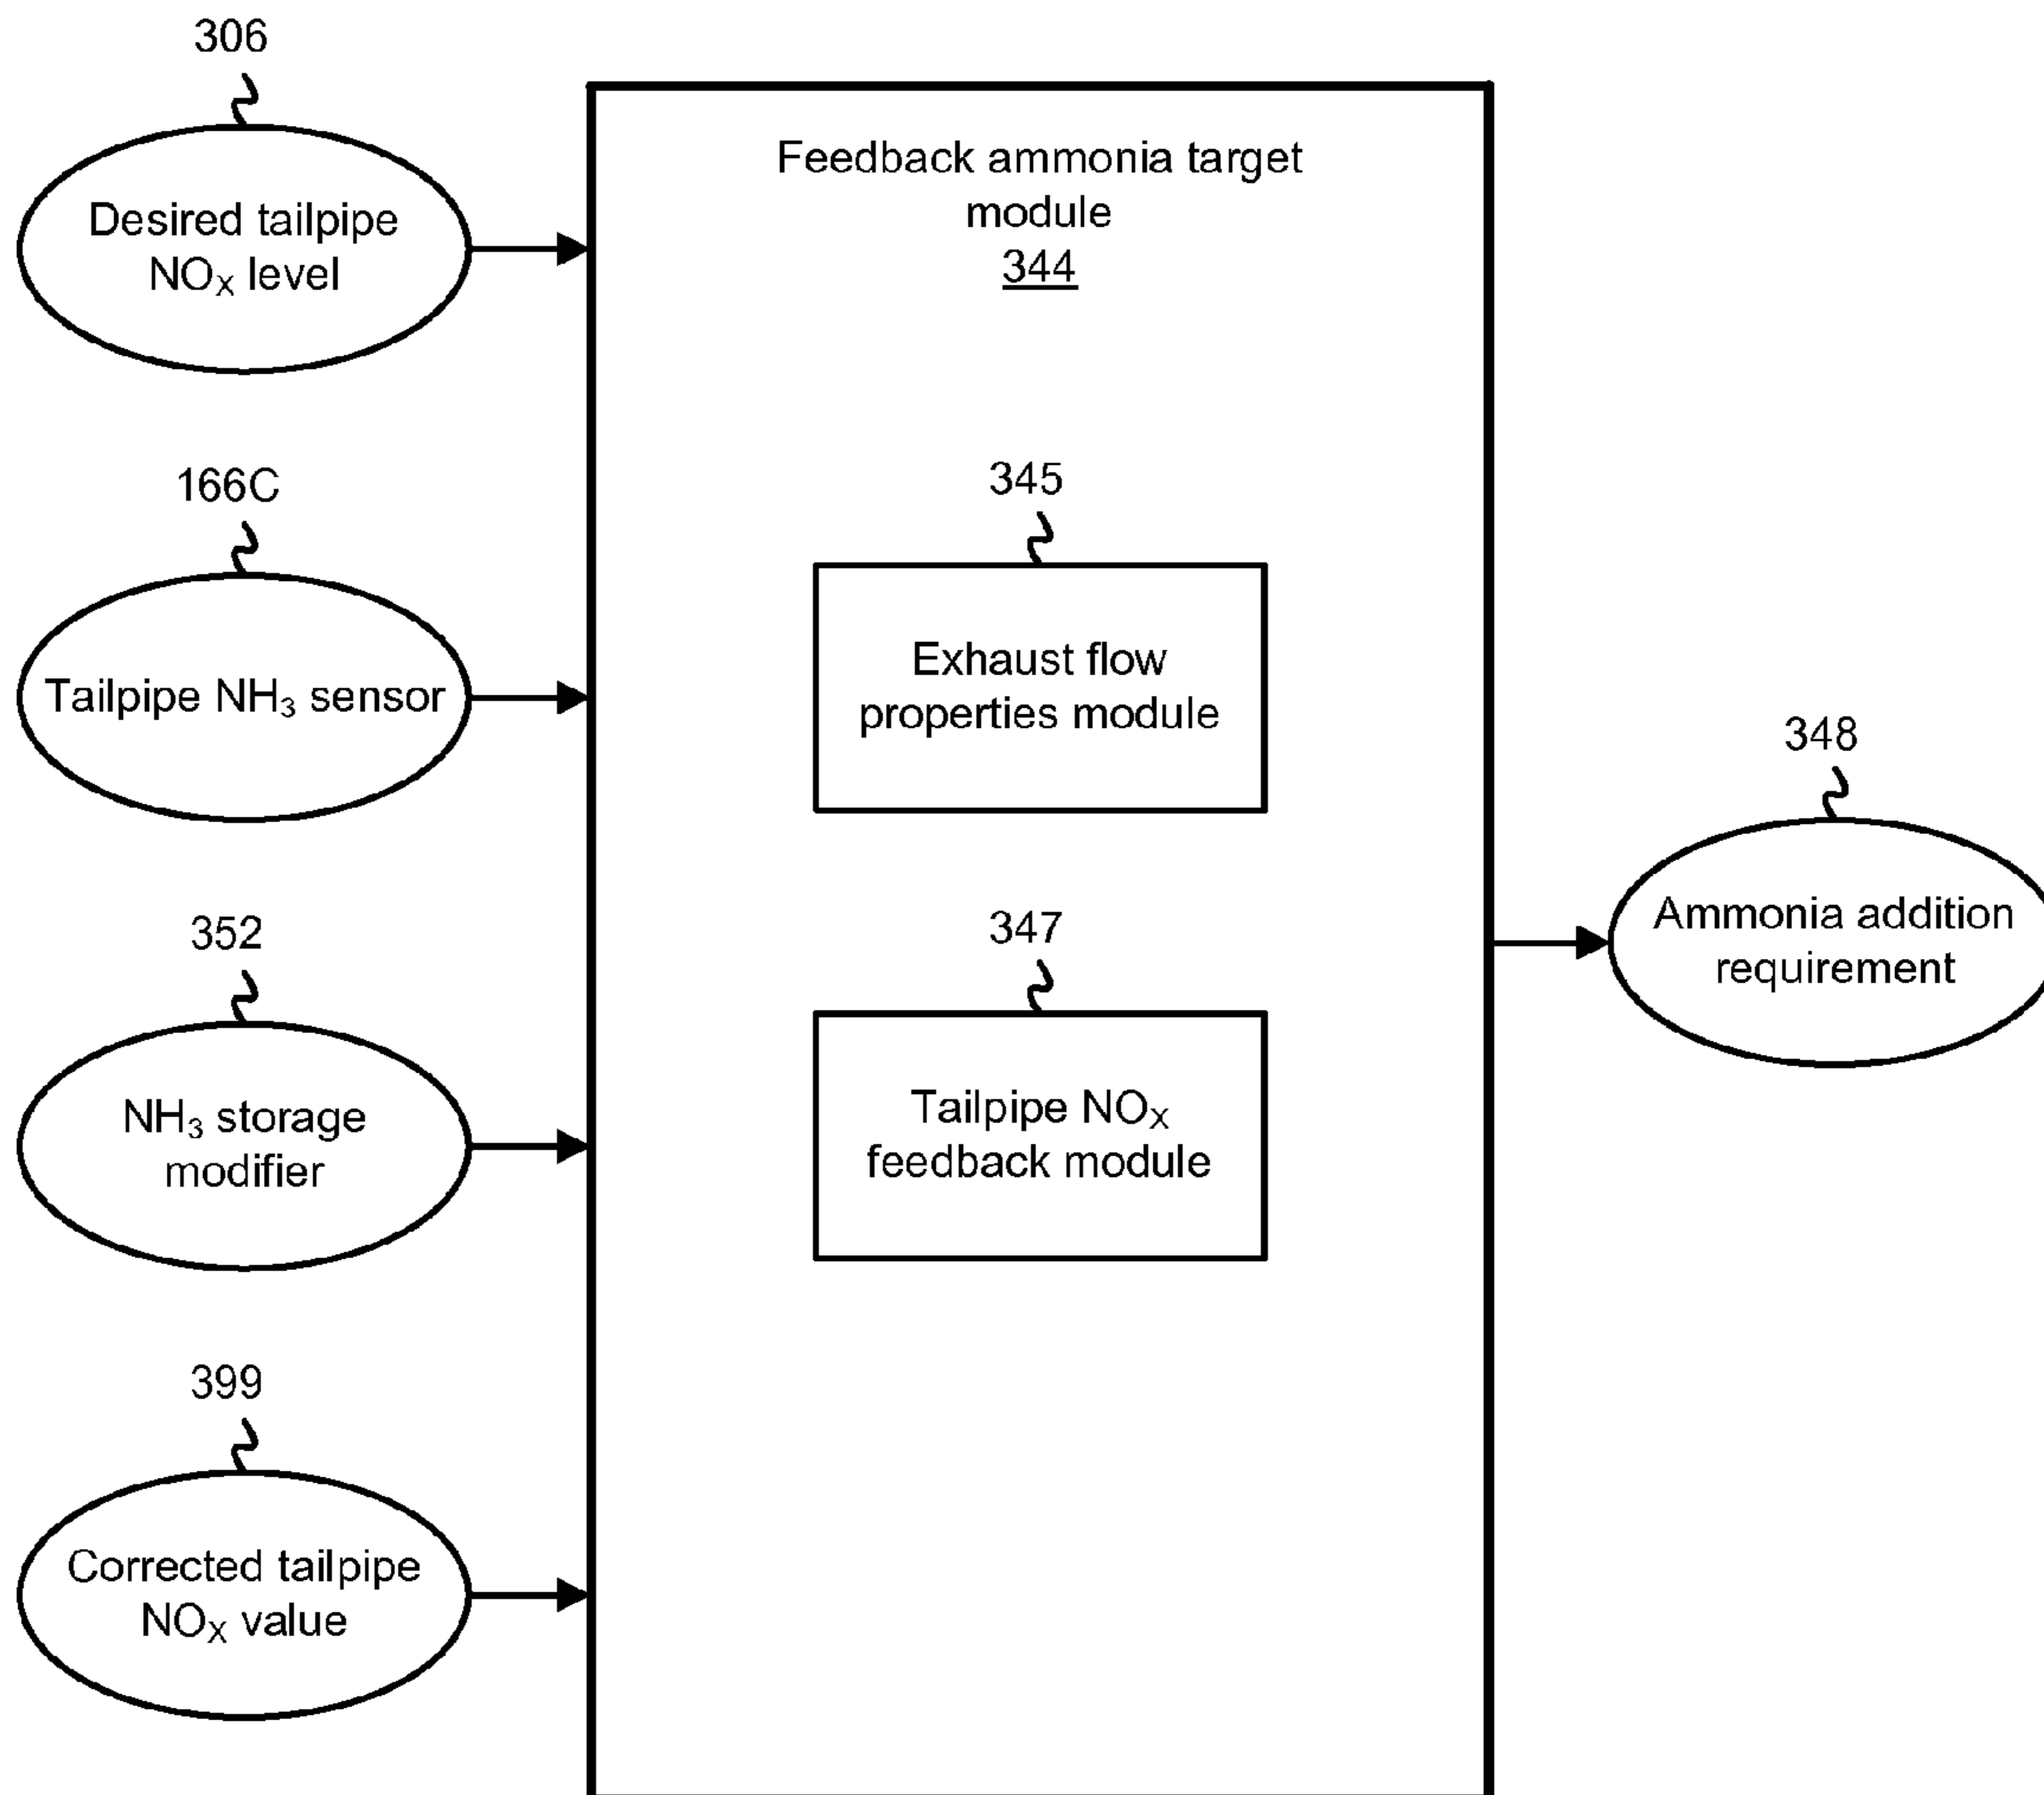 306
Desired tailpipe
NOX level
166C
Tailpipe NH3 sensor
352
NH3 storage
modifier
399
Corrected tailpipe
NOX value
Feedback ammonia target
module
344
345
Exhaust flow
properties module
347
Tailpipe NOX
feedback module
348
Ammonia addition
requirement